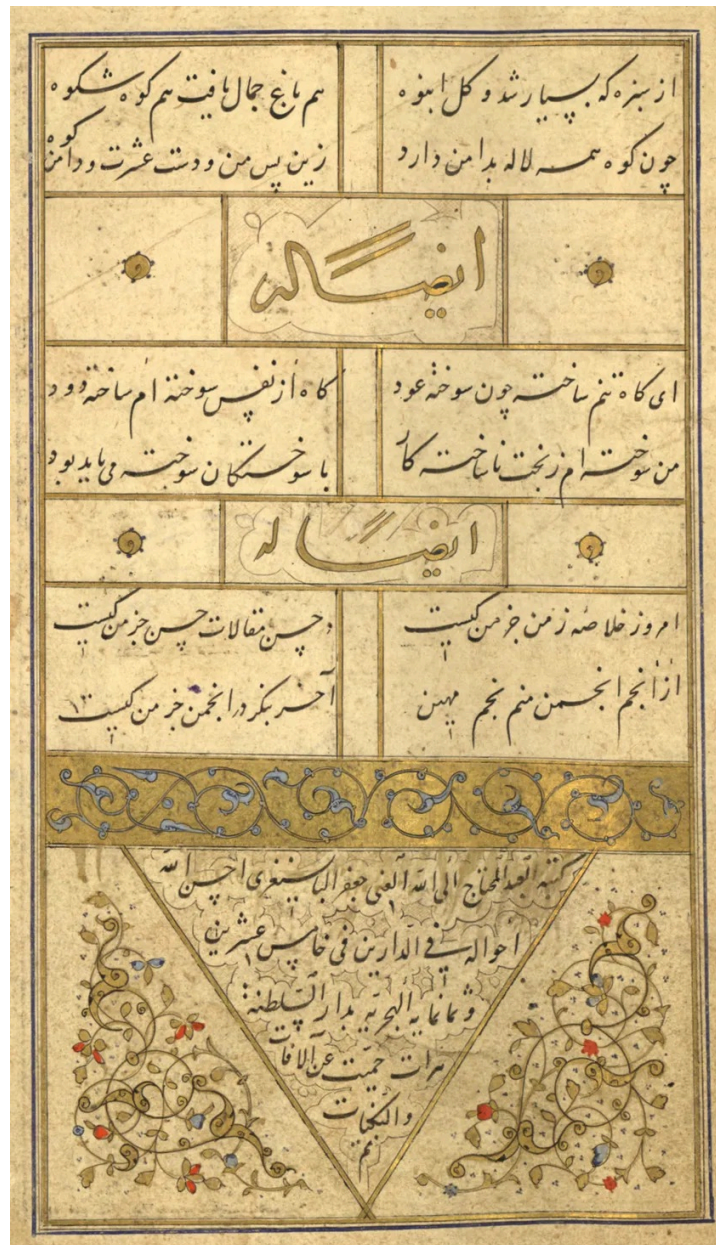 از سبزه که بسیار شد و گل انبوه هم باغ جمال یافت هم کوه شکوه
چون کوه همه لاله بدامن دارد زین پس من و دست عشرت و دامن کوه
ایضا له
ای کاه تنم ساخته چون سوخته عود کاه از نفس سوخته ام ساخته دود
من سوخته ام ز بخت ناساخته کار با سوختگان سوخته می باید بود
ایضا له
امروز خلاصه زمن جز من کیست در حسن مقالات حسن جز من کیست
از انجم انجمن منم نجم مهین آخر بنکر در انجمن جز من کیست ۱۲
کتبه العبد المحتاج الی الله الغنی جعفر البایسنغری احسن الله
احواله فی الدارین فی خامس عشرین
وثمانمایه الهجریه بدار السلطنه
هرات حمیت عن الافات
والنکبات
تم